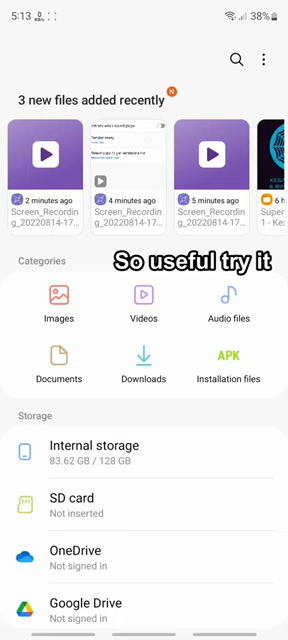 5:13 0 KB/s 38%
3 new files added recently
N
2 minutes ago
Screen_Recordin
g_20220814-17...
4 minutes ago
Screen_Recordin
g_20220814-17...
5 minutes ago
Screen_Recordin
g_20220814-17...
6 h
Super
1 - Kes
So useful try it
Categories
Images
Videos
Audio files
APK
Documents
Downloads
Installation files
Storage
Internal storage
83.62 GB / 128 GB
SD card
Not inserted
OneDrive
Not signed in
Google Drive
Not signed in